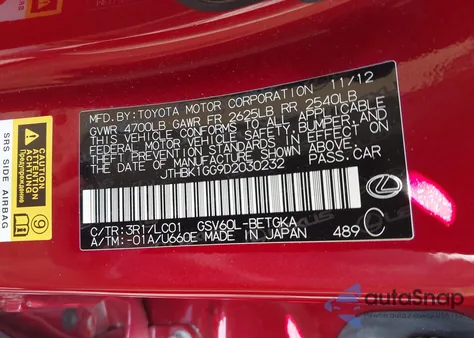 MFD. BY: TOYOTA MOTOR CORPORATION 11/12
GVWR 4700LB GAWR FR 2625LB RR 2540LB
THIS VEHICLE CONFORMS TO ALL APPLICABLE
FEDERAL MOTOR VEHICLE SAFETY, BUMPER, AND
THEFT PREVENTION STANDARDS IN EFFECT ON
THE DATE OF MANUFACTURE SHOWN ABOVE.
JTHBK1GG9D2030232 PASS.CAR
C/TR:3R1/LC01 GSV60L-BETGKA
A/TM:-01A/U660E MADE IN JAPAN 489 C
SRS SIDE AIRBAG
9
autoSnap